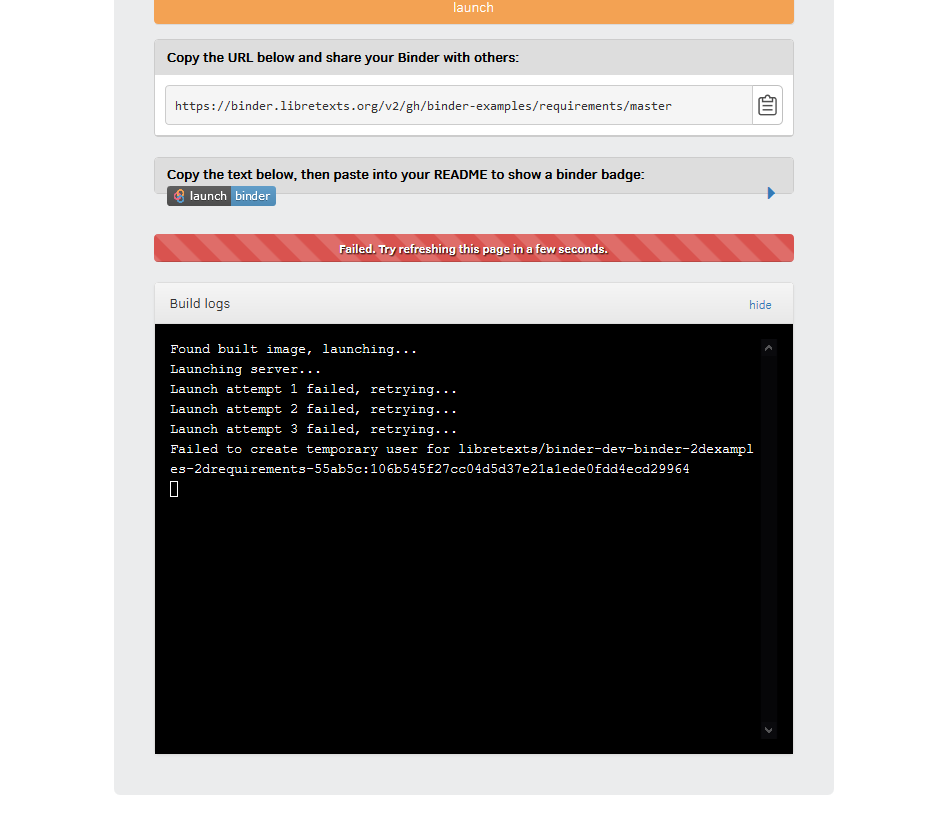 launch
Copy the URL below and share your Binder with others:
https://binder.libretexts.org/v2/gh/binder-examples/requirements/master
Copy the text below, then paste into your README to show a binder badge:
launch binder
Failed. Try refreshing this page in a few seconds.
Build logs
hide
Found built image, launching...
Launching server...
Launch attempt 1 failed, retrying...
Launch attempt 2 failed, retrying...
Launch attempt 3 failed, retrying...
Failed to create temporary user for libretexts/binder-dev-binder-2dexampl
es-2drequirements-55ab5c:106b545f27cc04d5d37e21a1ede0fdd4ecd29964